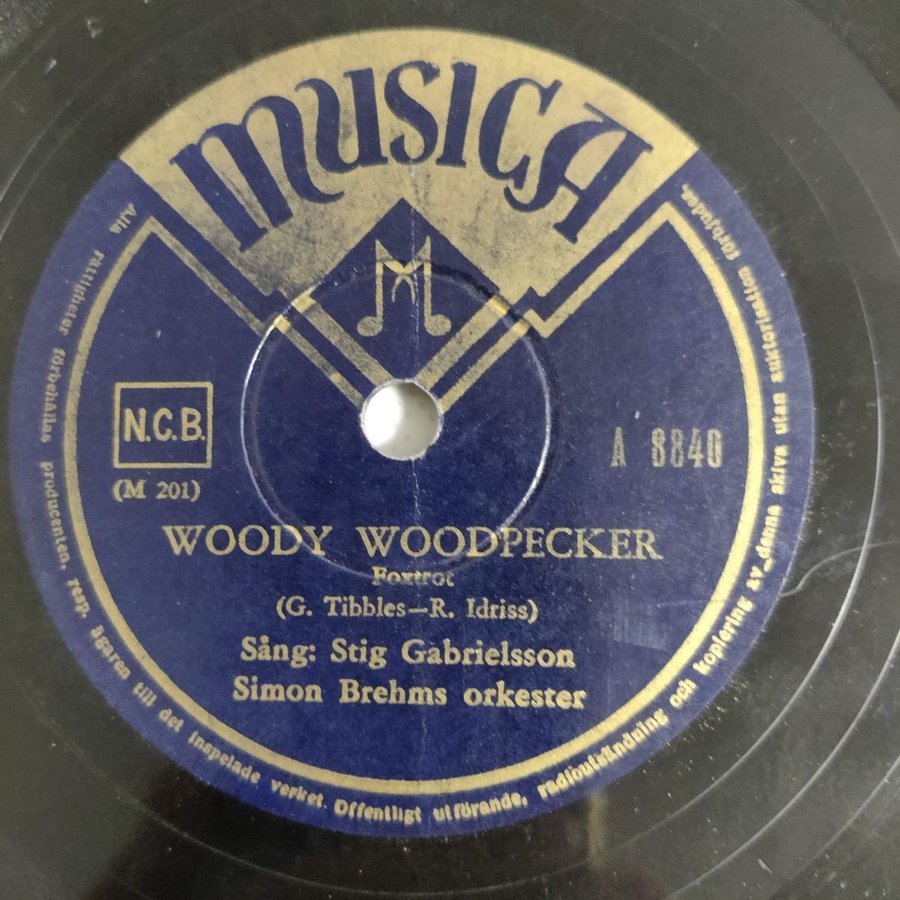 MUSICA
N.C.B.
(M 201)
A 8840
WOODY WOODPECKER
Foxtrot
(G. Tibbles—R. Idriss)
Sång: Stig Gabrielsson
Simon Brehms orkester
Alla rättigheter förbehållas producenten, resp. ägaren till det inspelade verket. Offentligt utförande, radioutsändning och kopiering av denna skiva utan auktorisation förbjudes.